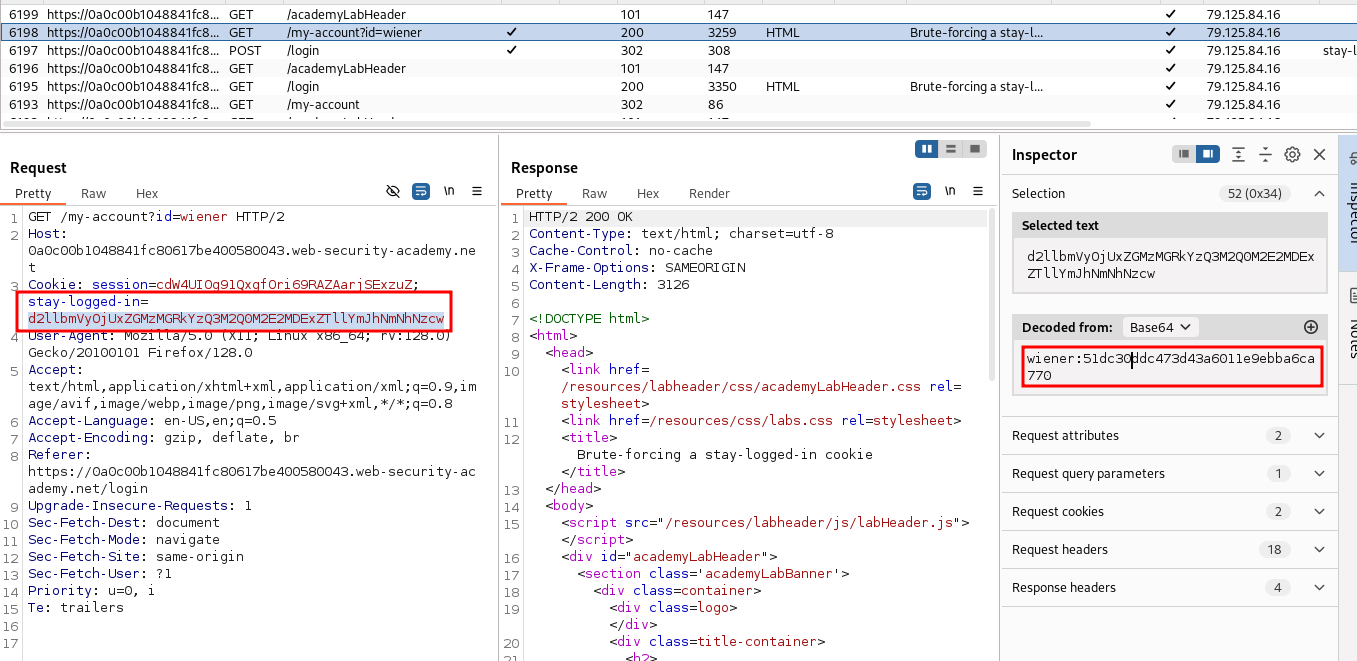 6199 https://0a0c00b1048841fc8... GET /academyLabHeader 101 147 ✓ 79.125.84.16
6198 https://0a0c00b1048841fc8... GET /my-account?id=wiener ✓ 200 3259 HTML Brute-forcing a stay-l... ✓ 79.125.84.16
6197 https://0a0c00b1048841fc8... POST /login ✓ 302 308 ✓ 79.125.84.16 stay-l
6196 https://0a0c00b1048841fc8... GET /academyLabHeader 101 147 ✓ 79.125.84.16
6195 https://0a0c00b1048841fc8... GET /login 200 3350 HTML Brute-forcing a stay-l... ✓ 79.125.84.16
6193 https://0a0c00b1048841fc8... GET /my-account 302 86 ✓ 79.125.84.16
Request
Pretty Raw Hex \n
1 GET /my-account?id=wiener HTTP/2
2 Host:
0a0c00b1048841fc80617be400580043.web-security-academy.ne
t
3 Cookie: session=cdW4UIOg91Qxgf0ri69RAZAarjSExzuZ;
stay-logged-in=
d2llbmVyOjUxZGMzMGRkYzQ3M2Q0M2E2MDExZTllYmJhNmNhNzcw
4 User-Agent: Mozilla/5.0 (X11; Linux x86_64; rv:128.0)
Gecko/20100101 Firefox/128.0
5 Accept:
text/html,application/xhtml+xml,application/xml;q=0.9,im
age/avif,image/webp,image/png,image/svg+xml,*/*;q=0.8
6 Accept-Language: en-US,en;q=0.5
7 Accept-Encoding: gzip, deflate, br
8 Referer:
https://0a0c00b1048841fc80617be400580043.web-security-ac
ademy.net/login
9 Upgrade-Insecure-Requests: 1
10 Sec-Fetch-Dest: document
11 Sec-Fetch-Mode: navigate
12 Sec-Fetch-Site: same-origin
13 Sec-Fetch-User: ?1
14 Priority: u=0, i
15 Te: trailers
16
17
Response
Pretty Raw Hex Render \n
1 HTTP/2 200 OK
2 Content-Type: text/html; charset=utf-8
3 Cache-Control: no-cache
4 X-Frame-Options: SAMEORIGIN
5 Content-Length: 3126
6
7 <!DOCTYPE html>
8 <html>
9 <head>
10 <link href=
/resources/labheader/css/academyLabHeader.css rel=
stylesheet>
11 <link href=/resources/css/labs.css rel=stylesheet>
12 <title>
Brute-forcing a stay-logged-in cookie
</title>
13 </head>
14 <body>
15 <script src="/resources/labheader/js/labHeader.js">
</script>
16 <div id="academyLabHeader">
17 <section class='academyLabBanner'>
18 <div class=container>
19 <div class=logo>
</div>
20 <div class=title-container>
21 <h2>
Inspector
Selection 52 (0x34)
Selected text
d2llbmVyOjUxZGMzMGRkYzQ3M2Q0M2E2MDEx
ZTllYmJhNmNhNzcw
Decoded from: Base64
wiener:51dc30ddc473d43a6011e9ebba6ca
770
Request attributes 2
Request query parameters 1
Request cookies 2
Request headers 18
Response headers 4
Inspector
Notes